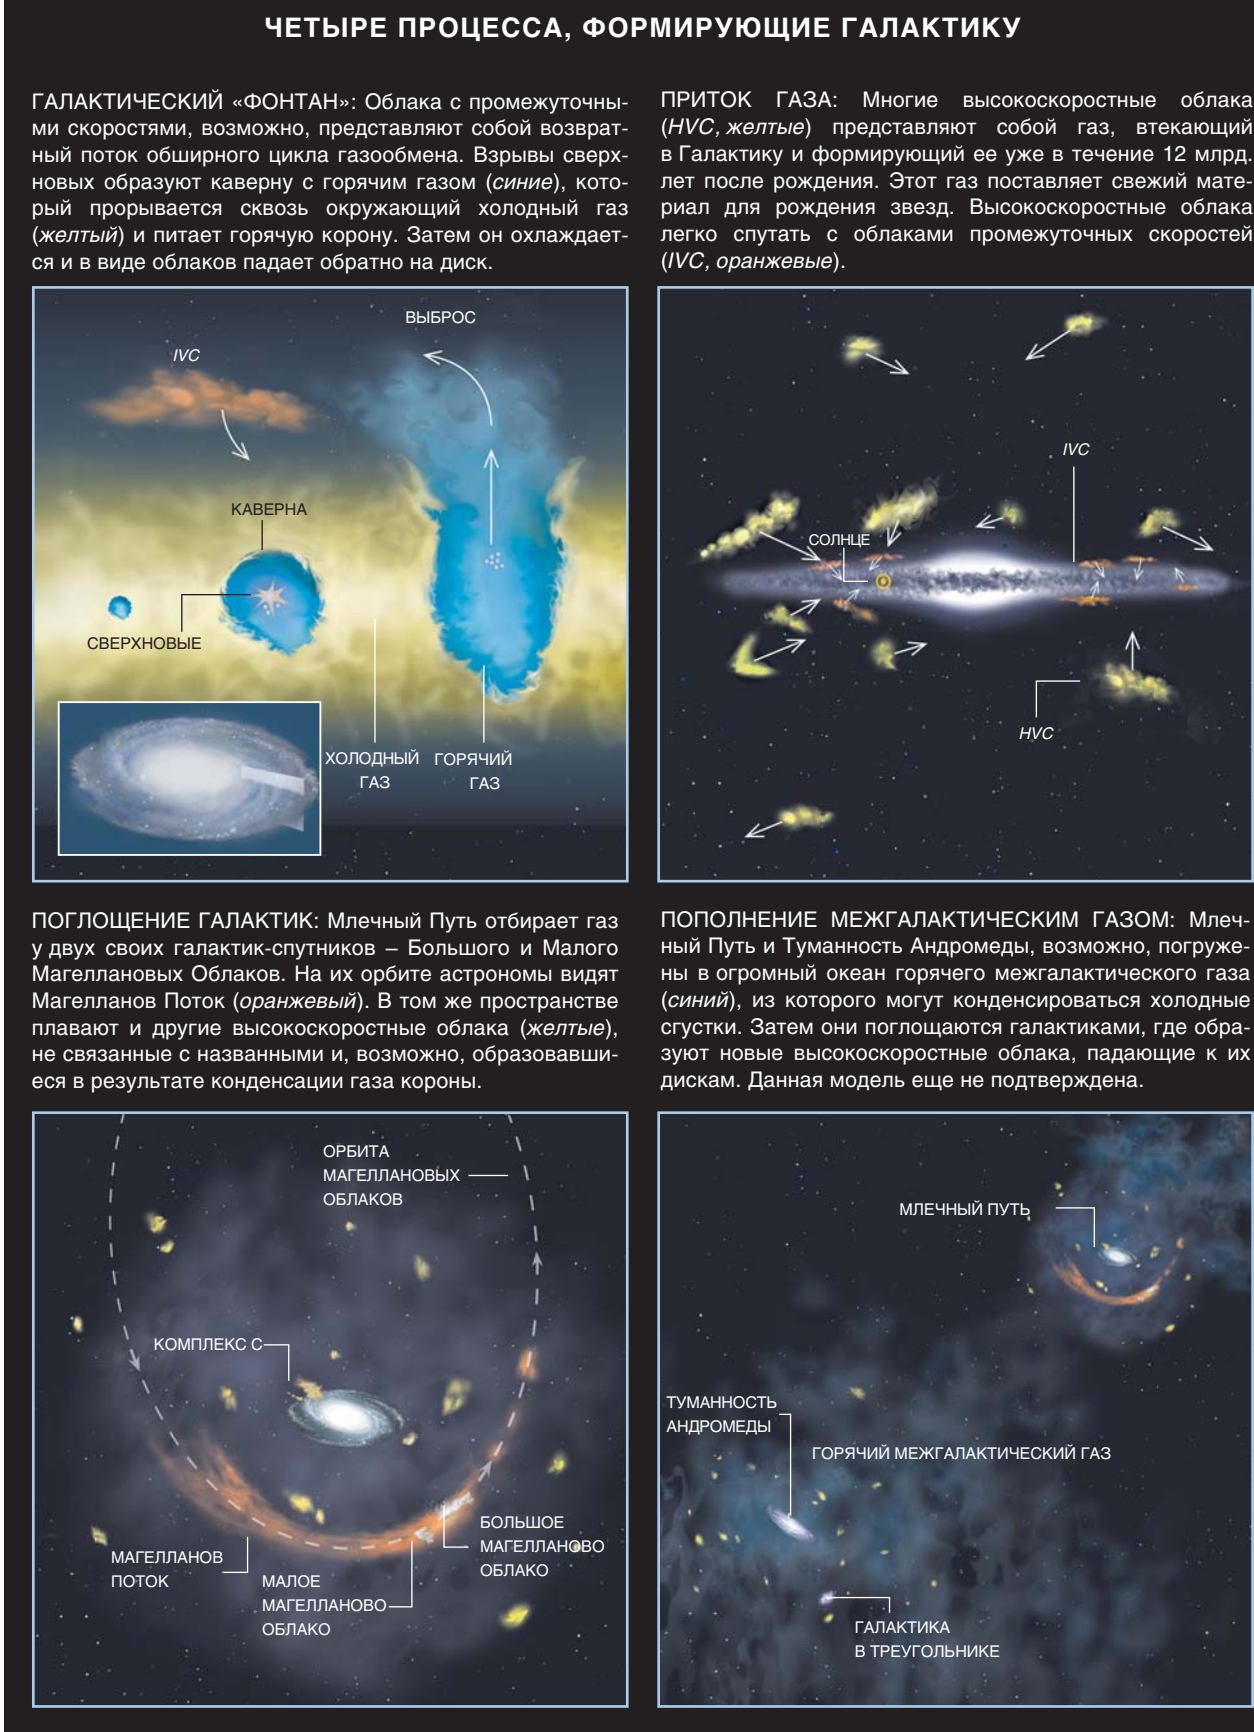 ЧЕТЫРЕ ПРОЦЕССА, ФОРМИРУЮЩИЕ ГАЛАКТИКУ
ГАЛАКТИЧЕСКИЙ «ФОНТАН»: Облака с промежуточны-
ми скоростями, возможно, представляют собой возврат-
ный поток обширного цикла газообмена. Взрывы сверх-
новых образуют каверну с горячим газом (синие), кото-
рый прорывается сквозь окружающий холодный газ
(желтый) и питает горячую корону. Затем он охлаждает-
ся и в виде облаков падает обратно на диск.
ВЫБРОС
IVC
КАВЕРНА
СВЕРХНОВЫЕ
ХОЛОДНЫЙ
ГАЗ
ГОРЯЧИЙ
ГАЗ
ПРИТОК ГАЗА: Многие высокоскоростные облака
(HVC, желтые) представляют собой газ, втекающий
в Галактику и формирующий ее уже в течение 12 млрд.
лет после рождения. Этот газ поставляет свежий мате-
риал для рождения звезд. Высокоскоростные облака
легко спутать с облаками промежуточных скоростей
(IVC, оранжевые).
IVC
СОЛНЦЕ
HVC
ПОГЛОЩЕНИЕ ГАЛАКТИК: Млечный Путь отбирает газ
у двух своих галактик-спутников – Большого и Малого
Магеллановых Облаков. На их орбите астрономы видят
Магелланов Поток (оранжевый). В том же пространстве
плавают и другие высокоскоростные облака (желтые),
не связанные с названными и, возможно, образовавши-
еся в результате конденсации газа короны.
ОРБИТА
МАГЕЛЛАНОВЫХ
ОБЛАКОВ
КОМПЛЕКС С
МАГЕЛЛАНОВ
ПОТОК
МАЛОЕ
МАГЕЛЛАНОВО
ОБЛАКО
БОЛЬШОЕ
МАГЕЛЛАНОВО
ОБЛАКО
ПОПОЛНЕНИЕ МЕЖГАЛАКТИЧЕСКИМ ГАЗОМ: Млеч-
ный Путь и Туманность Андромеды, возможно, погруже-
ны в огромный океан горячего межгалактического газа
(синий), из которого могут конденсироваться холодные
сгустки. Затем они поглощаются галактиками, где обра-
зуют новые высокоскоростные облака, падающие к их
дискам. Данная модель еще не подтверждена.
МЛЕЧНЫЙ ПУТЬ
ТУМАННОСТЬ
АНДРОМЕДЫ
ГОРЯЧИЙ МЕЖГАЛАКТИЧЕСКИЙ ГАЗ
ГАЛАКТИКА
В ТРЕУГОЛЬНИКЕ